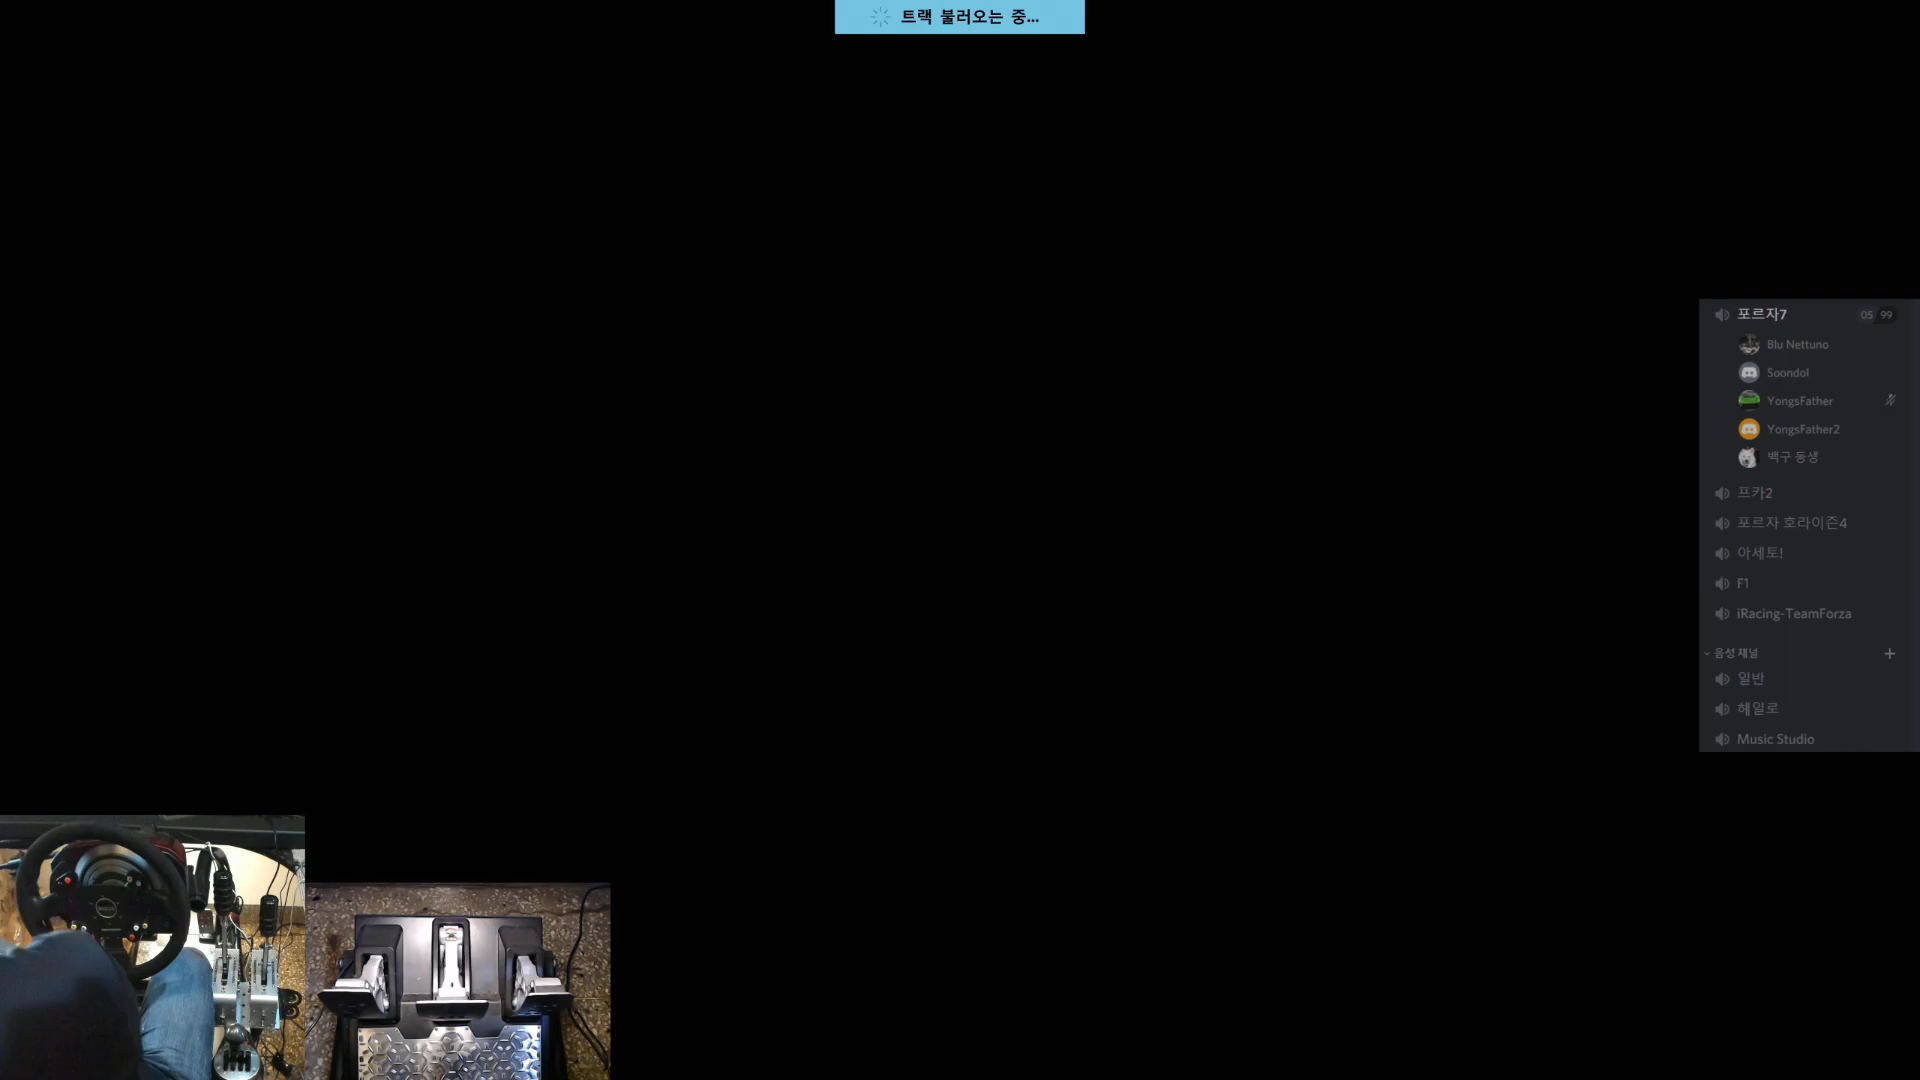 트랙 불러오는 중...
포르자7 05 99
Blu Nettuno
Soondol
YongsFather
YongsFather2
백구 동생
프카2
포르자 호라이즌4
아세토!
F1
iRacing-TeamForza
음성 채널
일반
헤일로
Music Studio